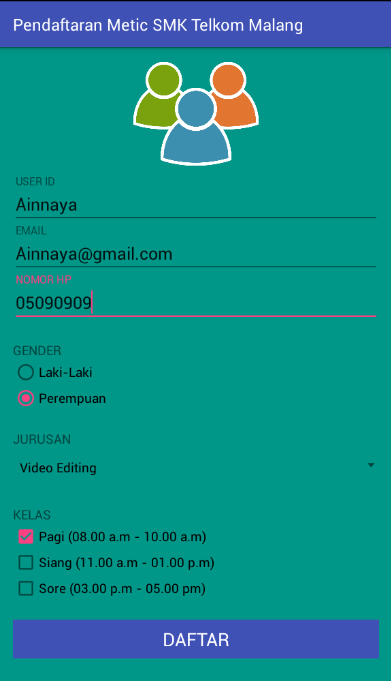 Pendaftaran Metic SMK Telkom Malang
USER ID
Ainnaya
EMAIL
Ainnaya@gmail.com
NOMOR HP
05090909
GENDER
Laki-Laki
Perempuan
JURUSAN
Video Editing
KELAS
Pagi (08.00 a.m - 10.00 a.m)
Siang (11.00 am - 01.00 p.m)
Sore (03.00 p.m - 05.00 pm)
DAFTAR